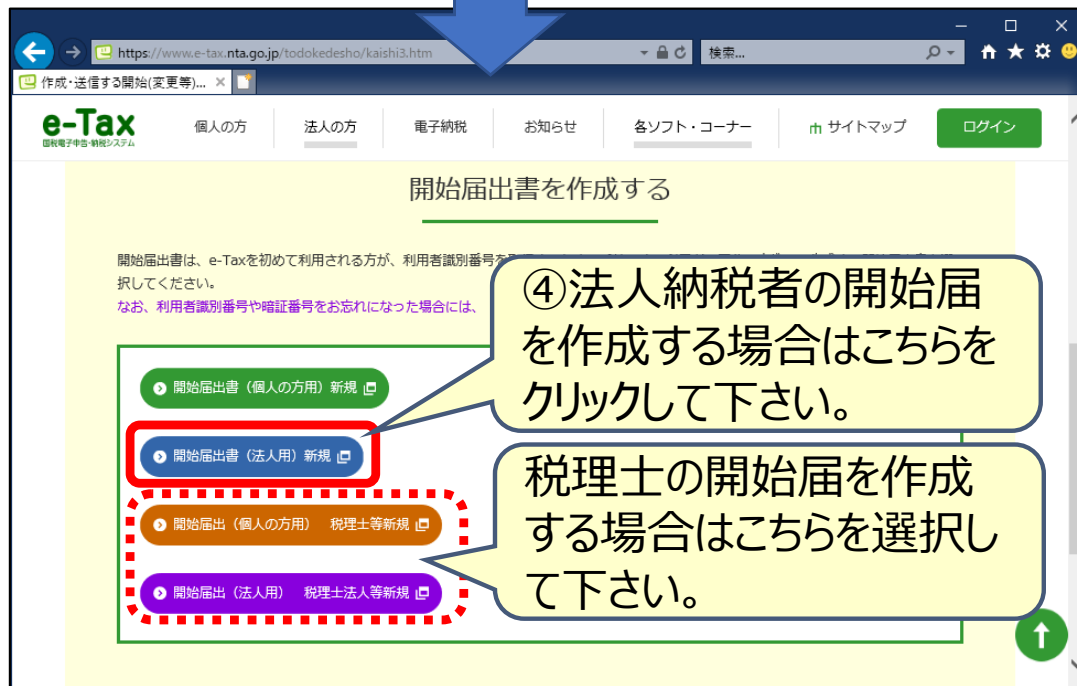 https://www.e-tax.nta.go.jp/todokedesho/kaishi3.htm
検索...
作成・送信する開始(変更等)...
e-Tax
国税電子申告・納税システム
個人の方
法人の方
電子納税
お知らせ
各ソフト・コーナー
サイトマップ
ログイン
開始届出書を作成する
開始届出書は、e-Taxを初めて利用される方が、利用者識別番号を
択してください。
なお、利用者識別番号や暗証番号をお忘れになった場合には、
④法人納税者の開始届
を作成する場合はこちらを
クリックして下さい。
開始届出書（個人の方用）新規
開始届出書（法人用）新規
税理士の開始届を作成
する場合はこちらを選択し
て下さい。
開始届出（個人の方用） 税理士等新規
開始届出（法人用） 税理士法人等新規